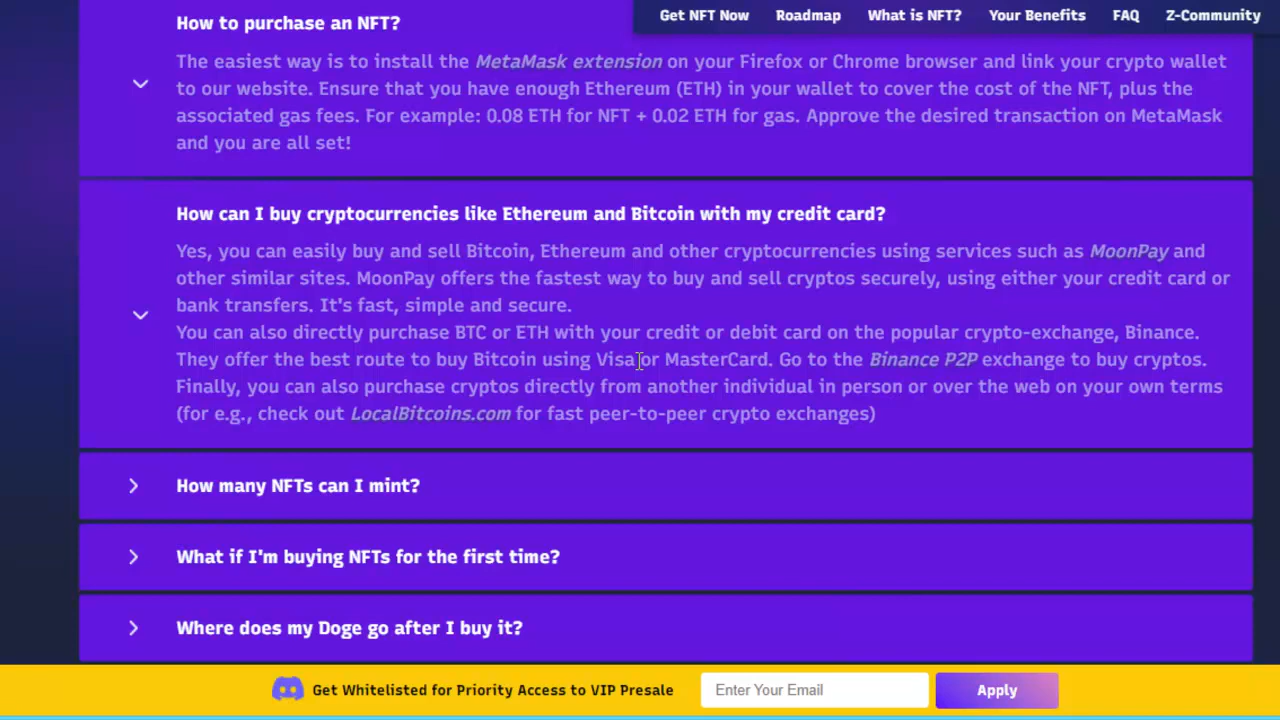 Get NFT Now Roadmap What is NFT? Your Benefits FAQ Z-Community
How to purchase an NFT?
The easiest way is to install the MetaMask extension on your Firefox or Chrome browser and link your crypto wallet
to our website. Ensure that you have enough Ethereum (ETH) in your wallet to cover the cost of the NFT, plus the
associated gas fees. For example: 0.08 ETH for NFT + 0.02 ETH for gas. Approve the desired transaction on MetaMask
and you are all set!
How can I buy cryptocurrencies like Ethereum and Bitcoin with my credit card?
Yes, you can easily buy and sell Bitcoin, Ethereum and other cryptocurrencies using services such as MoonPay and
other similar sites. MoonPay offers the fastest way to buy and sell cryptos securely, using either your credit card or
bank transfers. It's fast, simple and secure.
You can also directly purchase BTC or ETH with your credit or debit card on the popular crypto-exchange, Binance.
They offer the best route to buy Bitcoin using Visa or MasterCard. Go to the Binance P2P exchange to buy cryptos.
Finally, you can also purchase cryptos directly from another individual in person or over the web on your own terms
(for e.g., check out LocalBitcoins.com for fast peer-to-peer crypto exchanges)
How many NFTs can I mint?
What if I'm buying NFTs for the first time?
Where does my Doge go after I buy it?
Get Whitelisted for Priority Access to VIP Presale Enter Your Email Apply